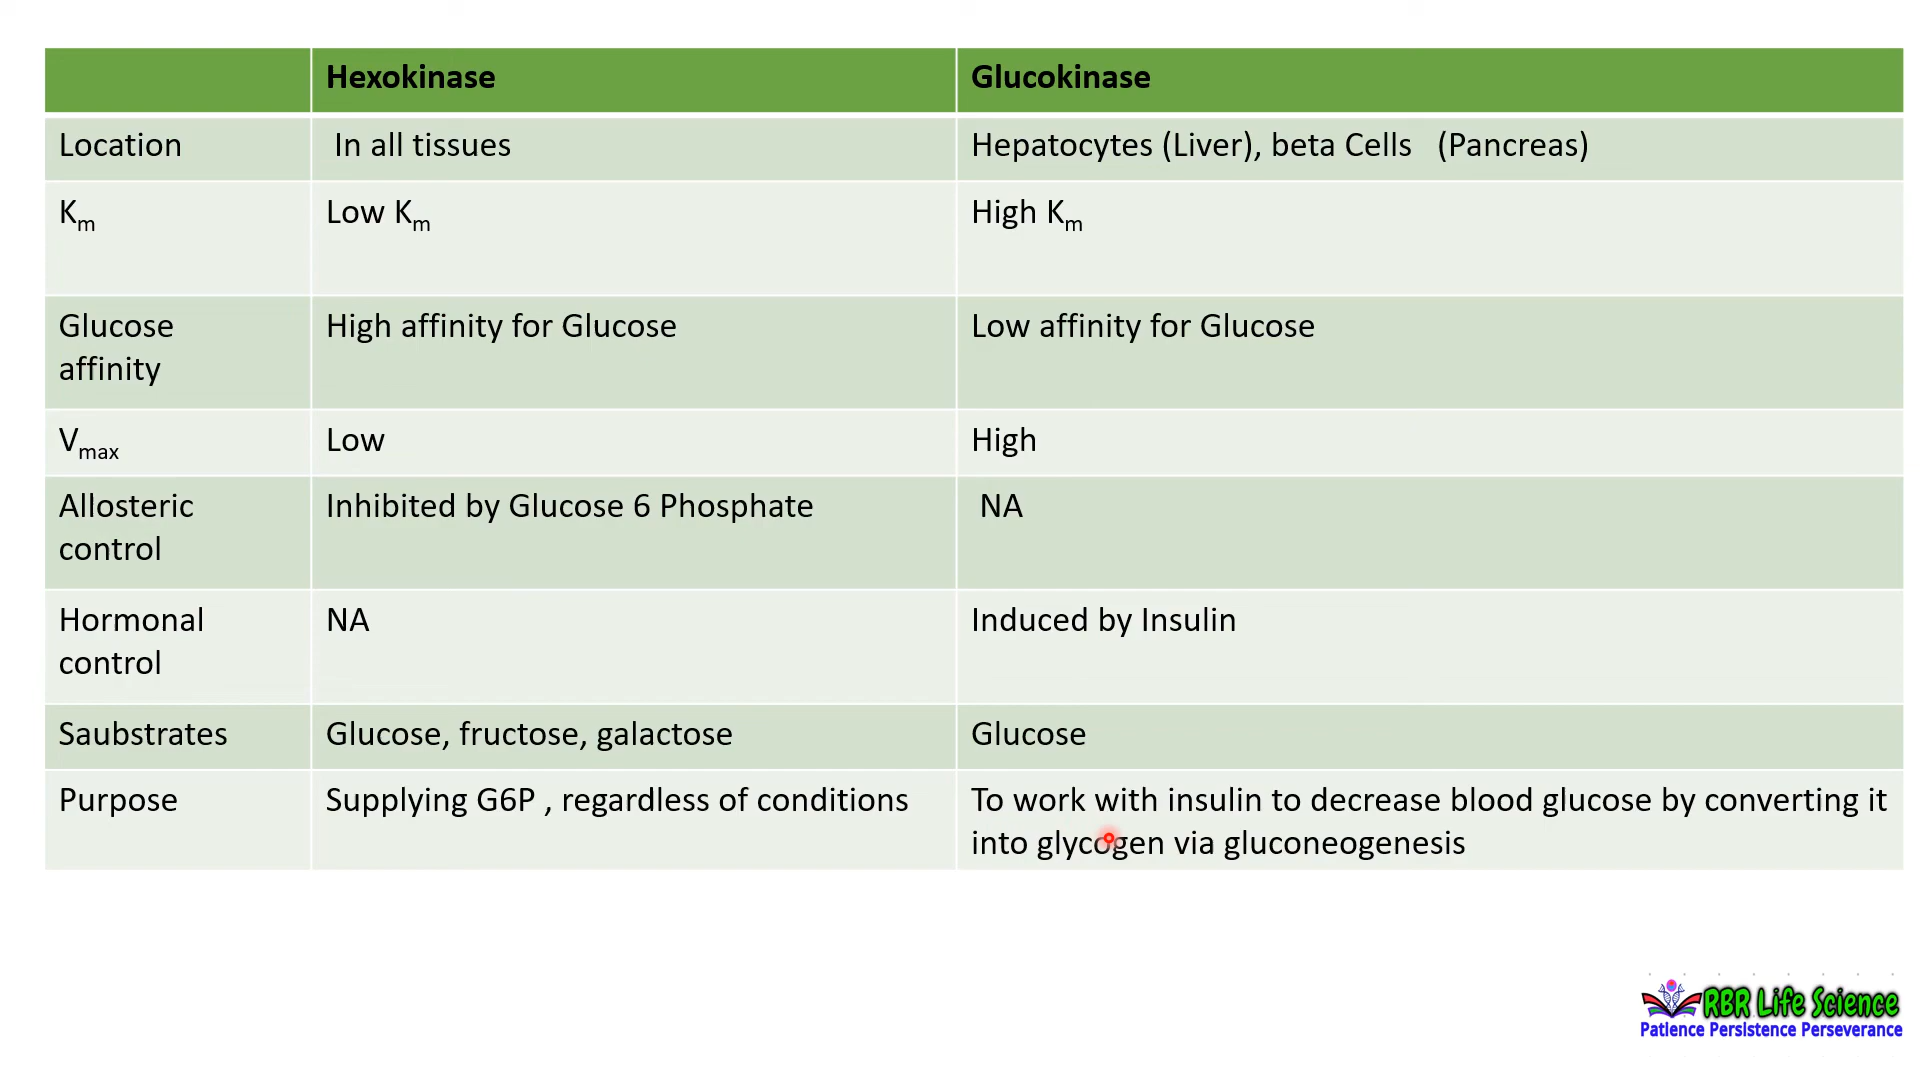 Hexokinase
Glucokinase
Location
In all tissues
Hepatocytes (Liver), beta Cells (Pancreas)
Km
Low Km
High Km
Glucose
affinity
High affinity for Glucose
Low affinity for Glucose
Vmax
Low
High
Allosteric
control
Inhibited by Glucose 6 Phosphate
NA
Hormonal
control
NA
Induced by Insulin
Saubstrates
Glucose, fructose, galactose
Glucose
Purpose
Supplying G6P , regardless of conditions
To work with insulin to decrease blood glucose by converting it
into glycogen via gluconeogenesis
RBR Life Science
Patience Persistence Perseverance